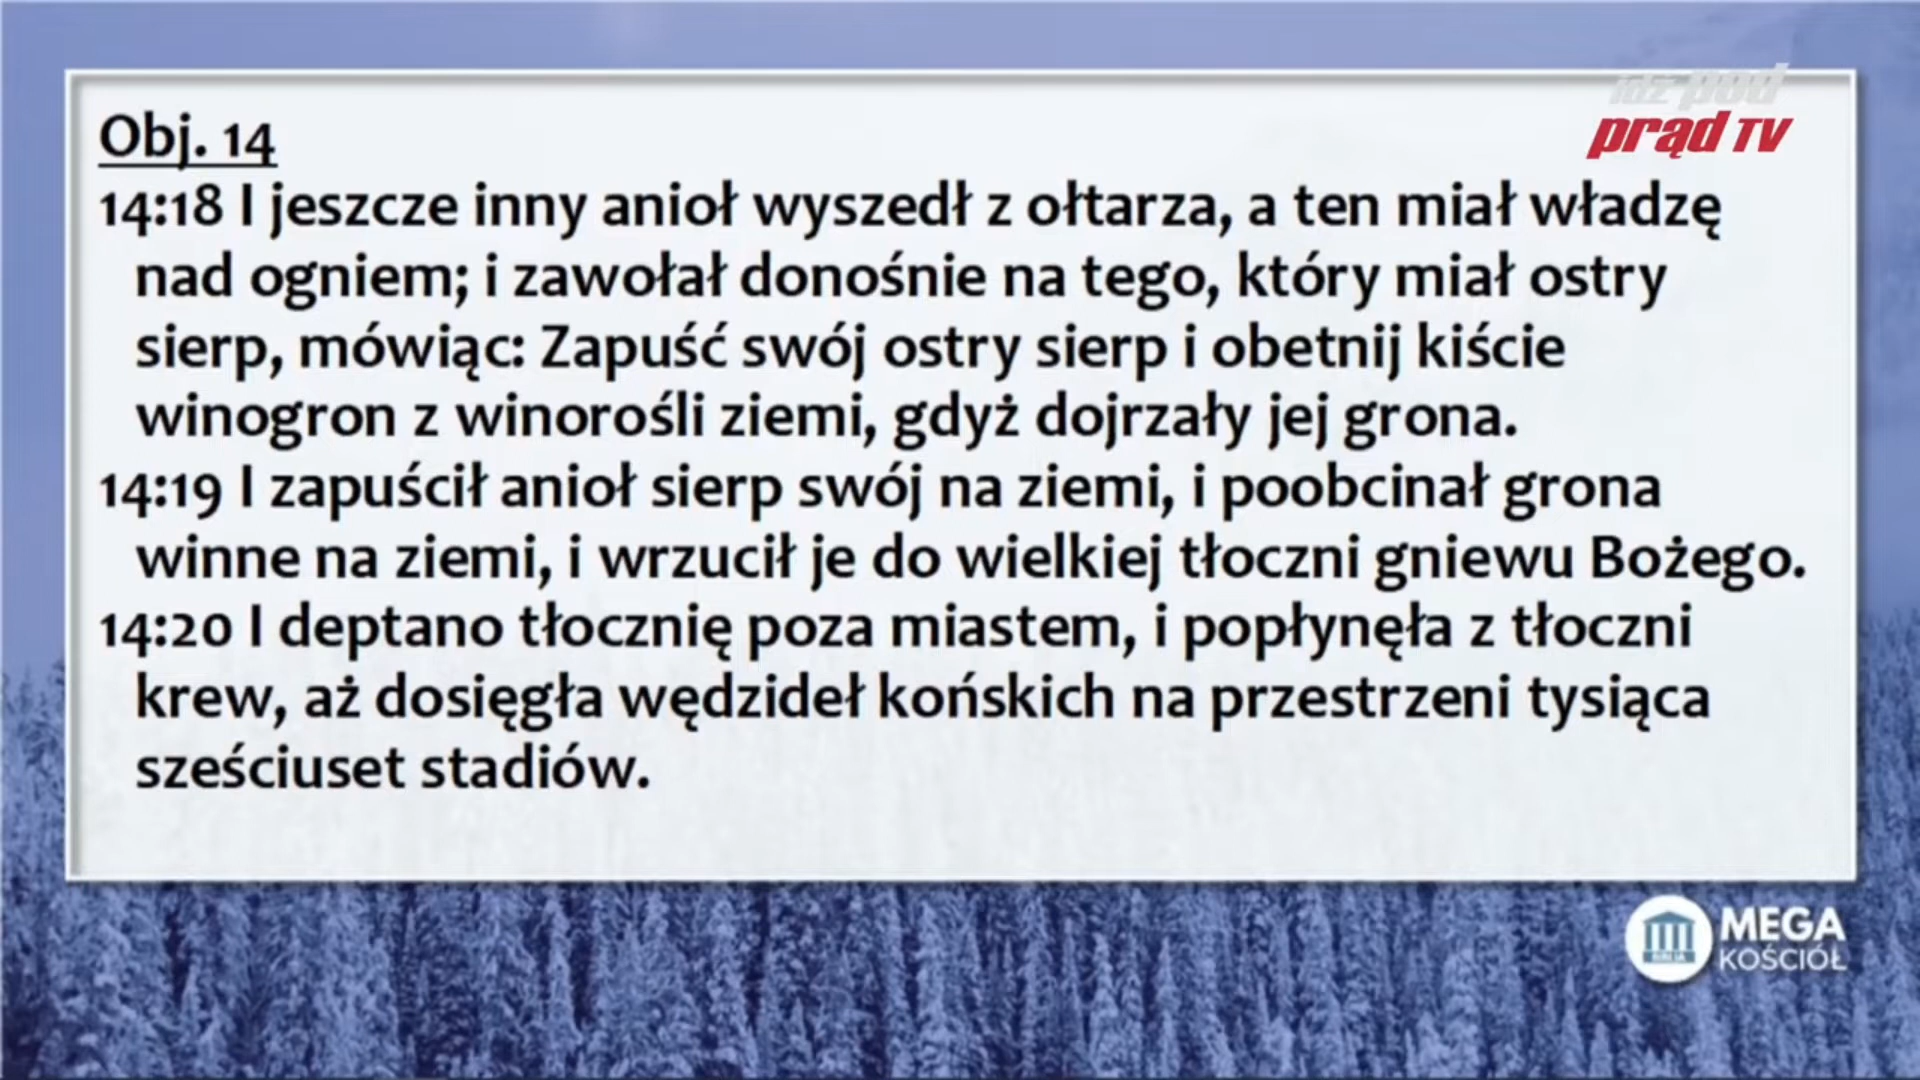 idź pod
prąd TV
Obj. 14
14:18 I jeszcze inny anioł wyszedł z ołtarza, a ten miał władzę
nad ogniem; i zawołał donośnie na tego, który miał ostry
sierp, mówiąc: Zapuść swój ostry sierp i obetnij kiście
winogron z winorośli ziemi, gdyż dojrzały jej grona.
14:19 I zapuścił anioł sierp swój na ziemi, i poobcinał grona
winne na ziemi, i wrzucił je do wielkiej tłoczni gniewu Bożego.
14:20 I deptano tłocznię poza miastem, i popłynęła z tłoczni
krew, aż dosięgła wędzideł końskich na przestrzeni tysiąca
sześciuset stadiów.
BIBLIA
MEGA
KOŚCIÓŁ